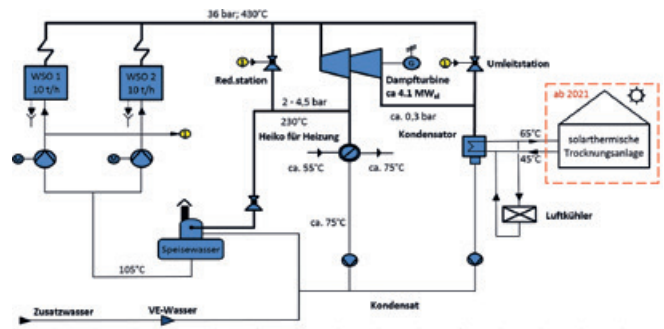 36 bar; 430°C
WSO 1
10 t/h
WSO 2
10 t/h
Red.station
G
Dampfturbine
ca 4.1 MWel
Umleitstation
ab 2021
2 - 4,5 bar
230°C
Heiko für Heizung
ca. 0,3 bar
Kondensator
65°C
45°C
solarthermische
Trocknungsanlage
ca. 55°C
ca. 75°C
Luftkühler
ca. 75°C
Speisewasser
105°C
Zusatzwasser
VE-Wasser
Kondensat